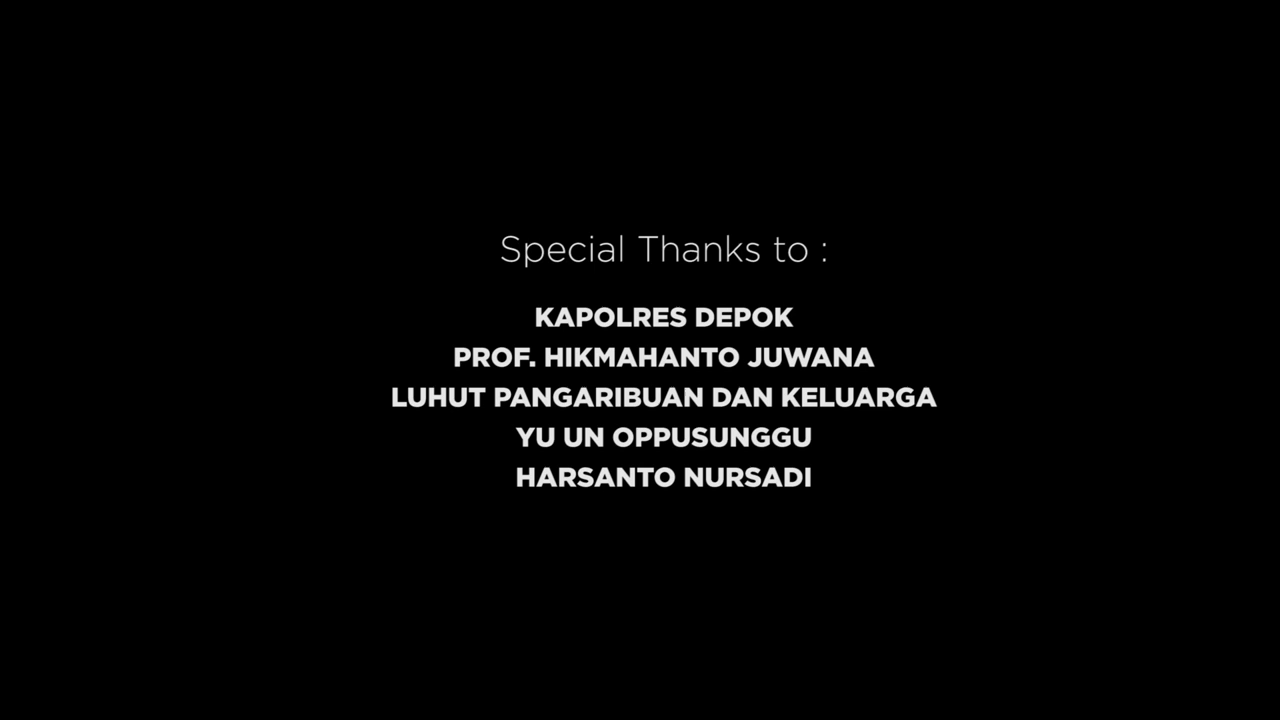 Special Thanks to :
KAPOLRES DEPOK
PROF. HIKMAHANTO JUWANA
LUHUT PANGARIBUAN DAN KELUARGA
YU UN OPPUSUNGGU
HARSANTO NURSADI